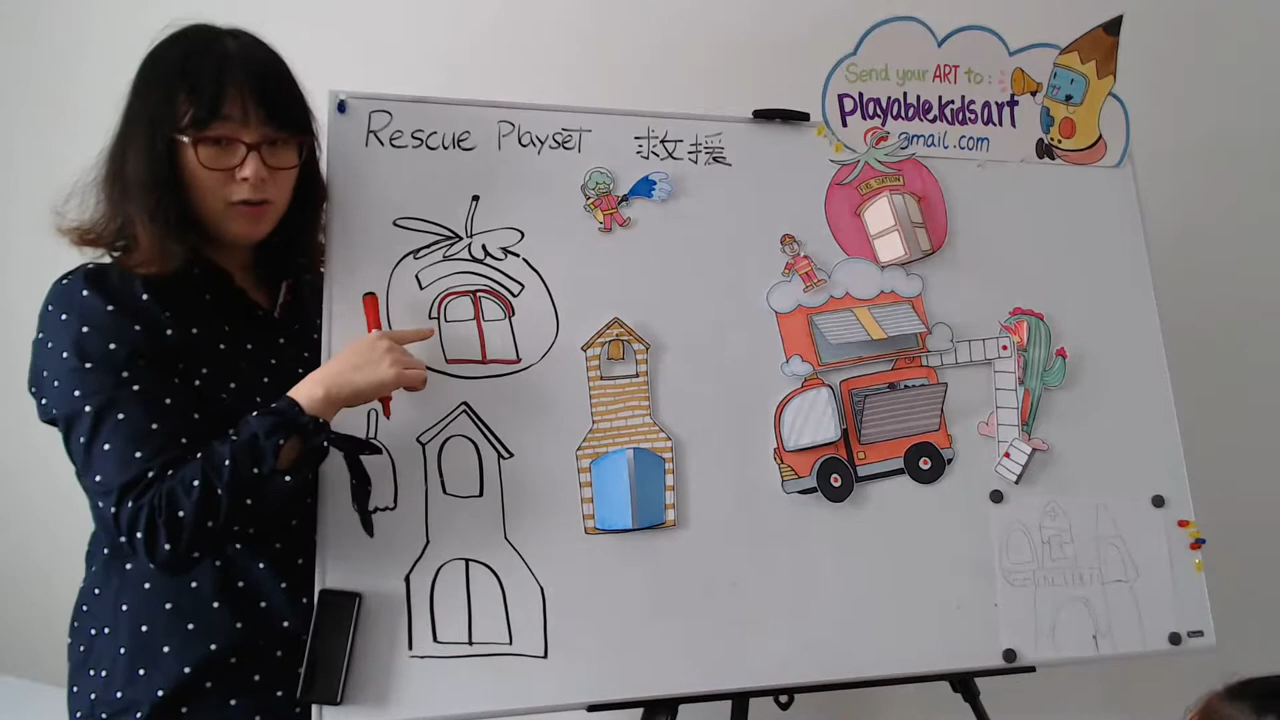 Rescue Playset 救援
Send your ART to:
Playablekidsart
gmail.com
FIRE STATION